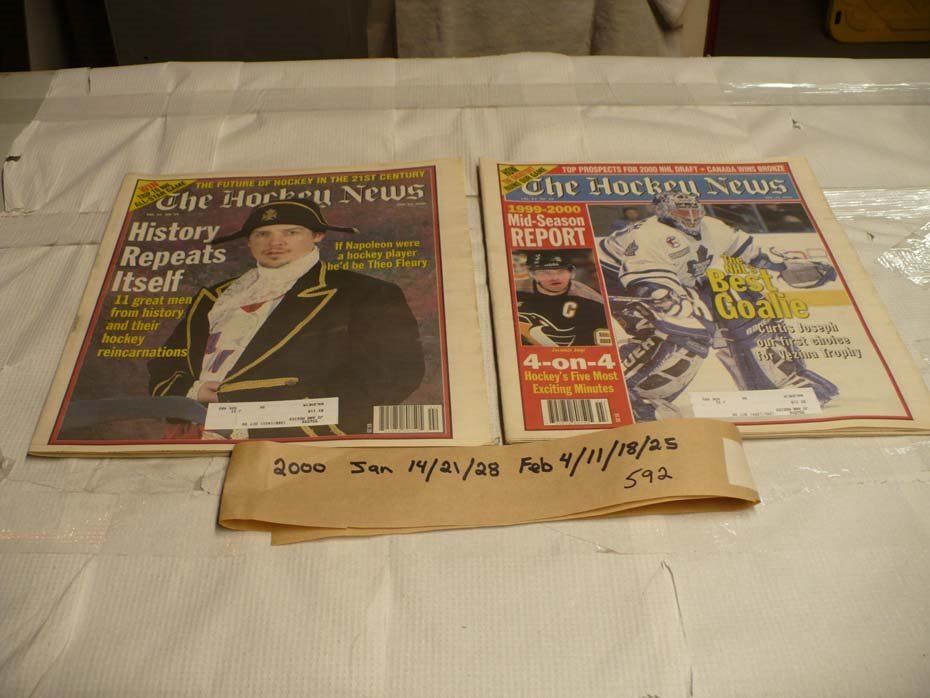 THE FUTURE OF HOCKEY IN THE 21ST CENTURY
The Hockey News
History
Repeats
Itself
11 great men
from history
and their
hockey
reincarnations
If Napoleon were
a hockey player
he'd be Theo Fleury
TOP PROSPECTS FOR 2000 NHL DRAFT • CANADA WINS BRONZE
The Hockey News
1999-2000
Mid-Season
REPORT
Jaromir Jagr
4-on-4
Hockey's Five Most
Exciting Minutes
The
NHL's
Best
Goalie
Curtis Joseph
our first choice
for Vezina Trophy
2000 Jan 14/21/28 Feb 4/11/18/25
592